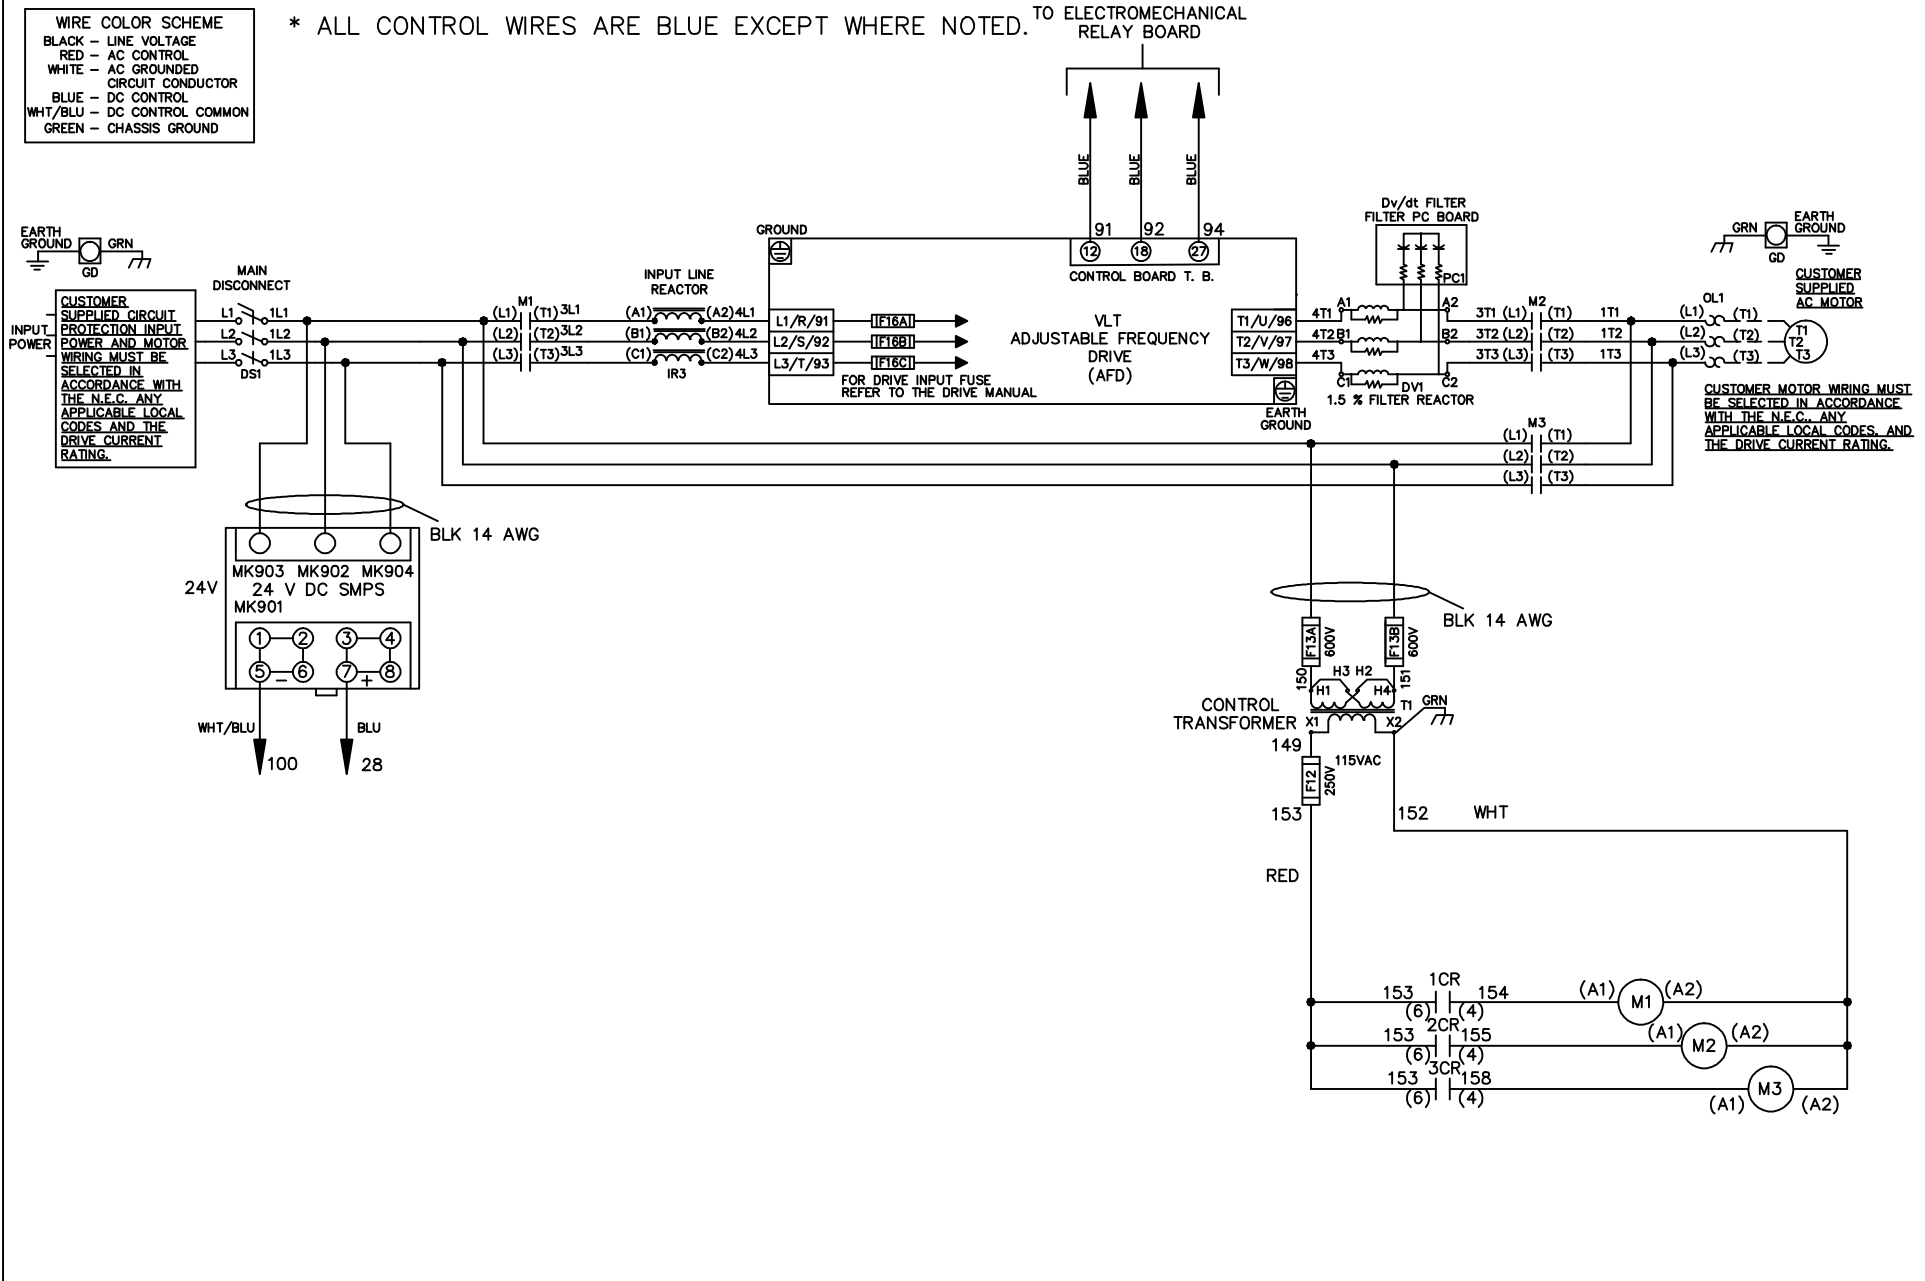 WIRE COLOR SCHEME
BLACK – LINE VOLTAGE
RED – AC CONTROL
WHITE – AC GROUNDED
CIRCUIT CONDUCTOR
BLUE – DC CONTROL
WHT/BLU – DC CONTROL COMMON
GREEN – CHASSIS GROUND
* ALL CONTROL WIRES ARE BLUE EXCEPT WHERE NOTED.
TO ELECTROMECHANICAL
RELAY BOARD
BLUE
BLUE
BLUE
91 92 94
12 18 27
CONTROL BOARD T. B.
EARTH
GROUND
GRN
GD
INPUT
POWER
CUSTOMER
SUPPLIED CIRCUIT
PROTECTION INPUT
POWER AND MOTOR
WIRING MUST BE
SELECTED IN
ACCORDANCE WITH
THE N.E.C. ANY
APPLICABLE LOCAL
CODES AND THE
DRIVE CURRENT
RATING.
MAIN
DISCONNECT
L1 1L1
L2 1L2
L3 1L3
DS1
M1
(L1) (T1) 3L1
(L2) (T2) 3L2
(L3) (T3) 3L3
INPUT LINE
REACTOR
(A1) (A2) 4L1
(B1) (B2) 4L2
(C1) (C2) 4L3
IR3
GROUND
L1/R/91
L2/S/92
L3/T/93
F16A
F16B
F16C
FOR DRIVE INPUT FUSE
REFER TO THE DRIVE MANUAL
VLT
ADJUSTABLE FREQUENCY
DRIVE
(AFD)
T1/U/96
T2/V/97
T3/W/98
EARTH
GROUND
Dv/dt FILTER
FILTER PC BOARD
PC1
4T1 A1 A2
4T2 B1 B2
4T3 C1 C2
DV1
1.5 % FILTER REACTOR
M2
3T1 (L1) (T1) 1T1
3T2 (L2) (T2) 1T2
3T3 (L3) (T3) 1T3
OL1
(L1) (T1)
(L2) (T2)
(L3) (T3)
T1
T2
T3
GRN
EARTH
GROUND
GD
CUSTOMER
SUPPLIED
AC MOTOR
CUSTOMER MOTOR WIRING MUST
BE SELECTED IN ACCORDANCE
WITH THE N.E.C., ANY
APPLICABLE LOCAL CODES, AND
THE DRIVE CURRENT RATING.
M3
(L1) (T1)
(L2) (T2)
(L3) (T3)
BLK 14 AWG
MK903 MK902 MK904
24V
24 V DC SMPS
MK901
1 2 3 4
5 – 6 7 + 8
WHT/BLU
BLU
100
28
BLK 14 AWG
F13A
600V
F13B
600V
150
151
H3 H2
H1 H4
T1
GRN
CONTROL
TRANSFORMER
X1 X2
149
115VAC
F12
250V
153
152
WHT
RED
1CR
153 154
(6) (4)
(A1) M1 (A2)
2CR
153 155
(6) (4)
(A1) M2 (A2)
3CR
153 158
(6) (4)
(A1) M3 (A2)